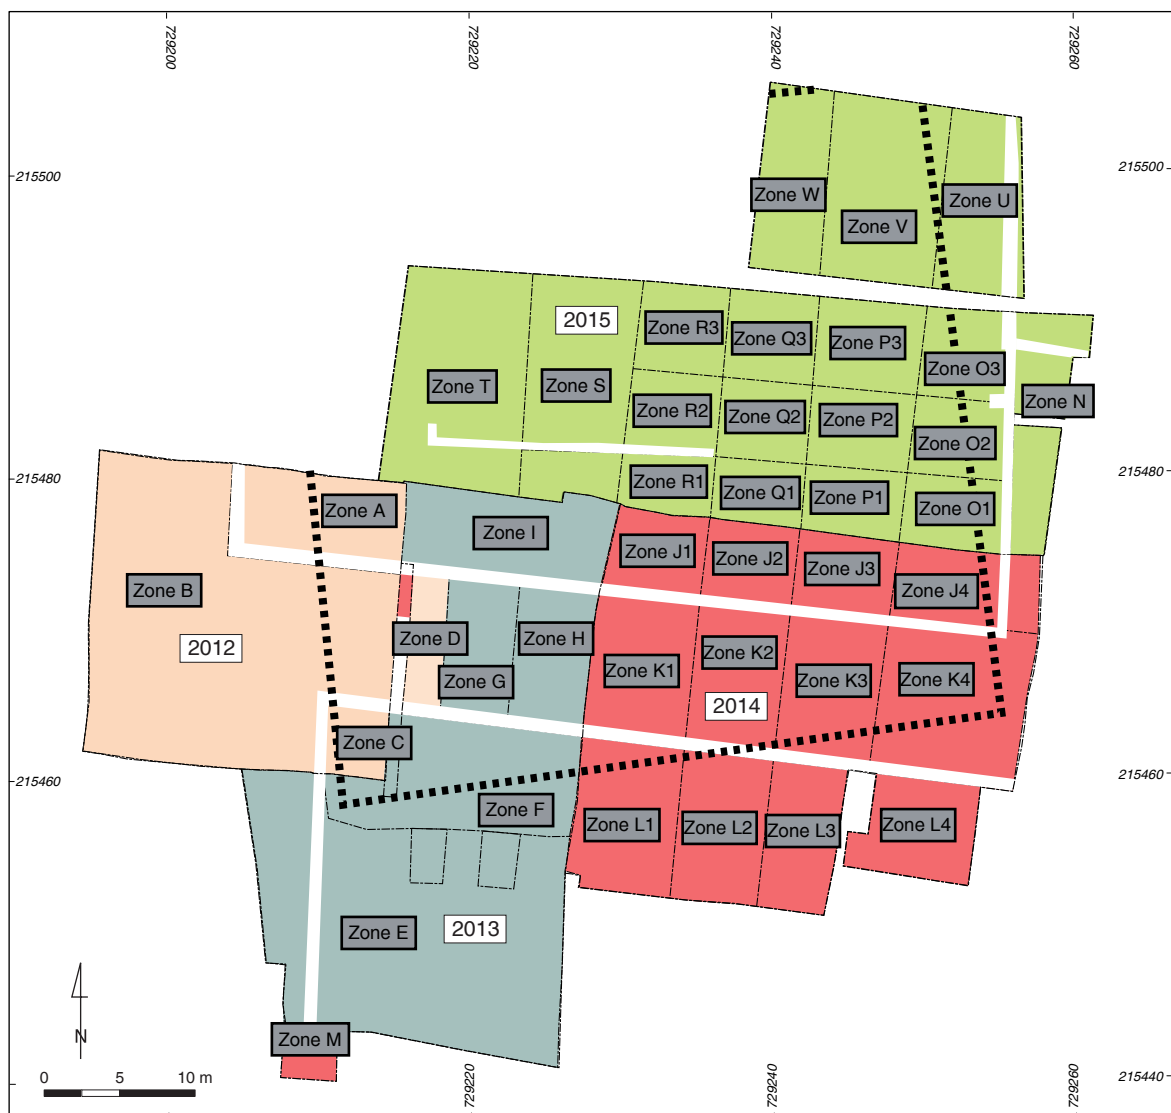 729200
729220
729240
729260
215500
215500
Zone W
Zone U
Zone V
2015
Zone R3
Zone Q3
Zone P3
Zone O3
Zone T
Zone S
Zone N
Zone R2
Zone Q2
Zone P2
Zone O2
215480
215480
Zone R1
Zone Q1
Zone P1
Zone O1
Zone A
Zone I
Zone J1
Zone J2
Zone J3
Zone J4
Zone B
2012
Zone D
Zone H
Zone K2
Zone K1
Zone G
Zone K3
Zone K4
2014
Zone C
215460
215460
Zone F
Zone L1
Zone L2
Zone L3
Zone L4
Zone E
2013
N
Zone M
0 5 10 m
215440
729220
729240
729260